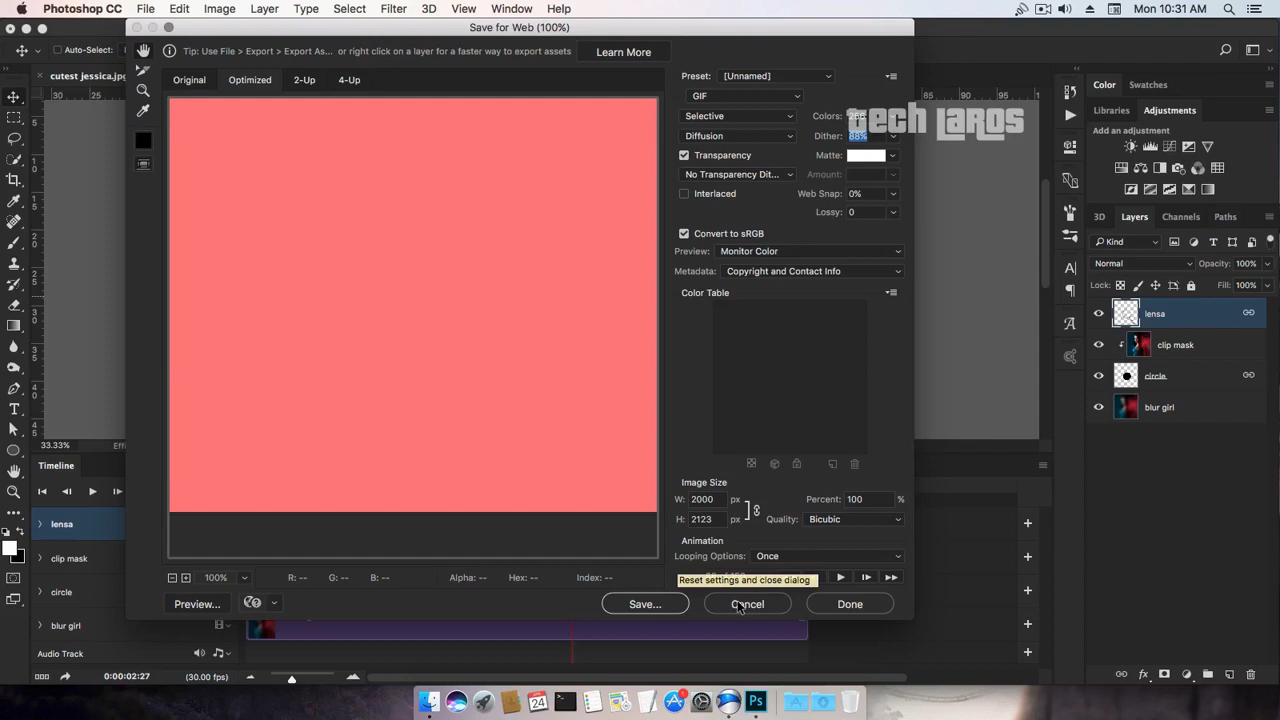 Photoshop CC File Edit Image Layer Type Select Filter 3D View Window Help Mon 10:31 AM
Save for Web (100%)
Auto-Select:
Tip: Use File > Export > Export As... or right click on a layer for a faster way to export assets Learn More
cutest jessica.jpg
Original Optimized 2-Up 4-Up
Preset: [Unnamed]
GIF
Selective Colors: 256
Diffusion Dither: 88%
Transparency Matte:
No Transparency Dit... Amount:
Interlaced Web Snap: 0%
Lossy: 0
Convert to sRGB
Preview: Monitor Color
Metadata: Copyright and Contact Info
Color Table
Image Size
W: 2000 px Percent: 100 %
H: 2123 px Quality: Bicubic
Animation
Looping Options: Once
Reset settings and close dialog
100% R: -- G: -- B: -- Alpha: -- Hex: -- Index: --
Preview... Save... Cancel Done
tech LaROS
Color Swatches
Libraries Adjustments
Add an adjustment
3D Layers Channels Paths
Kind
Normal Opacity: 100%
Lock: Fill: 100%
lensa
clip mask
circle
blur girl
33.33% Effi
Timeline
lensa
clip mask
circle
blur girl
Audio Track
0:00:02:27 (30.00 fps)